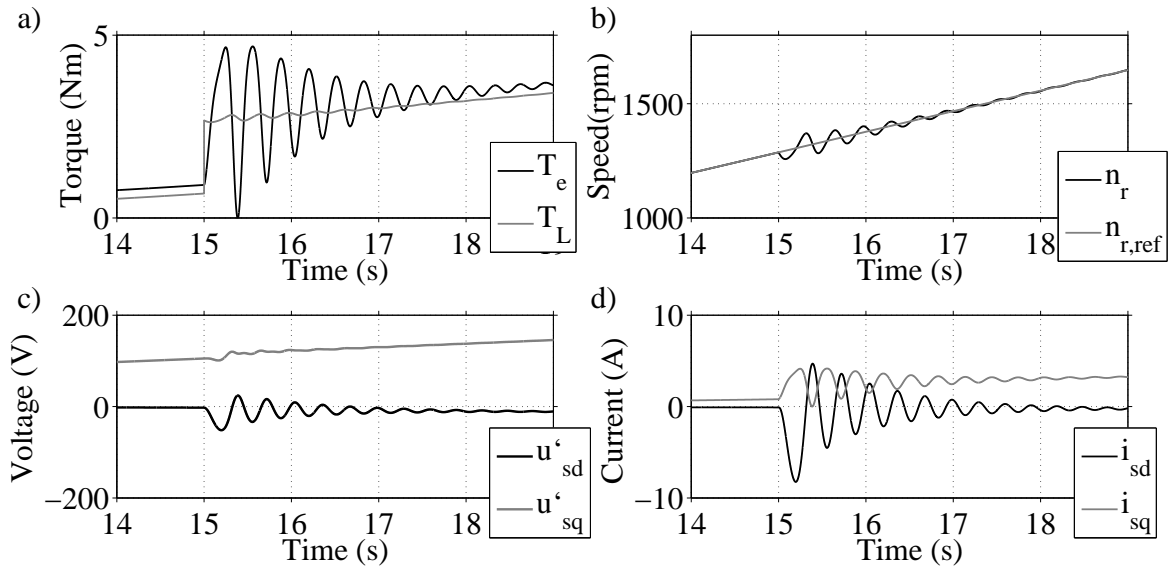 a)
Torque (Nm)
5
0
14 15 16 17 18
Time (s)
T_e
T_L
b)
Speed(rpm)
1500
1000
14 15 16 17 18
Time (s)
n_r
n_r,ref
c)
Voltage (V)
200
0
−200
14 15 16 17 18
Time (s)
u‘_sd
u‘_sq
d)
Current (A)
10
0
−10
14 15 16 17 18
Time (s)
i_sd
i_sq